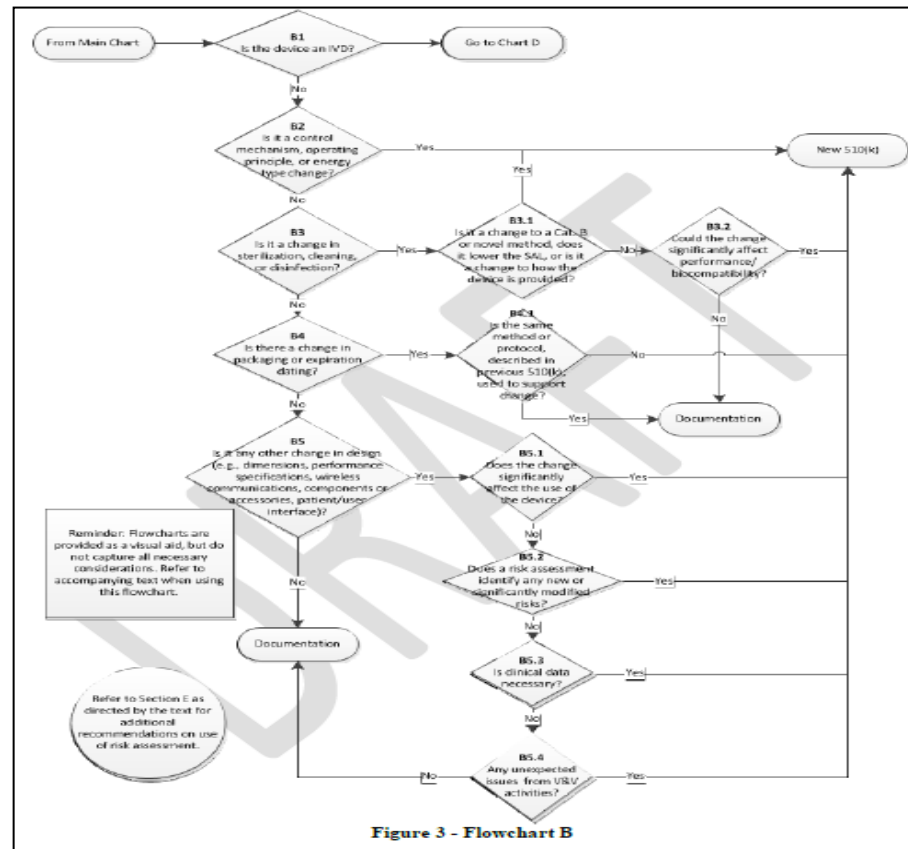 From Main Chart
B1
Is the device an IVD?
Go to Chart D
No
B2
Is it a control
mechanism, operating
principle, or energy
type change?
Yes
New 510(k)
No
Yes
B3
Is it a change in
sterilization, cleaning,
or disinfection?
Yes
B3.1
Is it a change to a Cat. B
or novel method, does
it lower the SAL, or is it
a change to how the
device is provided?
No
B3.2
Could the change
significantly affect
performance/
biocompatibility?
Yes
No
No
B4
Is there a change in
packaging or expiration
dating?
Yes
B4.1
Is the same
method or
protocol,
described in
previous 510(k),
used to support
change?
No
Yes
Documentation
No
B5
Is it any other change in design
(e.g., dimensions, performance
specifications, wireless
communications, components or
accessories, patient/user
interface)?
Yes
B5.1
Does the change
significantly
affect the use of
the device?
Yes
No
Reminder: Flowcharts are
provided as a visual aid, but do
not capture all necessary
considerations. Refer to
accompanying text when using
this flowchart.
No
B5.2
Does a risk assessment
identify any new or
significantly modified
risks?
Yes
No
Documentation
B5.3
Is clinical data
necessary?
Yes
No
Refer to Section E as
directed by the text for
additional
recommendations on use
of risk assessment.
B5.4
Any unexpected
issues from V&V
activities?
No
Yes
DRAFT
Figure 3 - Flowchart B